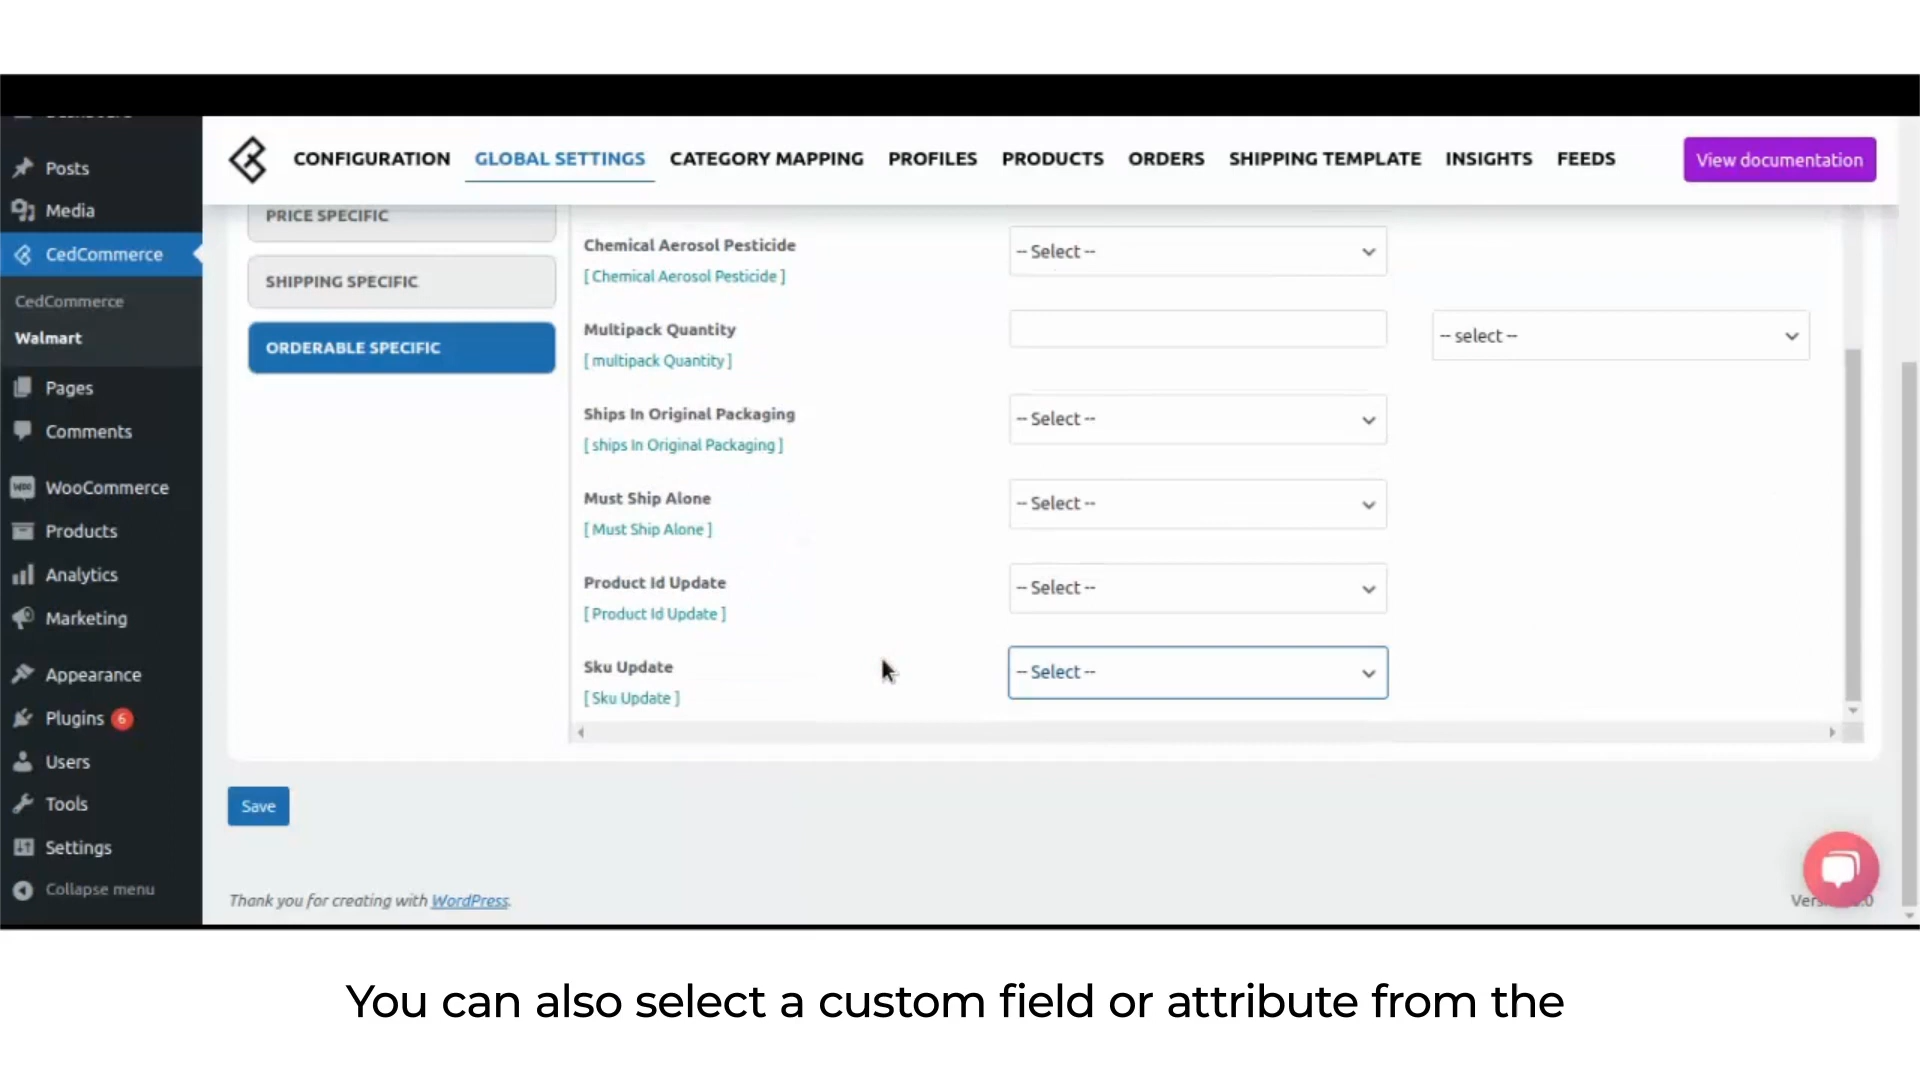 Posts
Media
CedCommerce
CedCommerce
Walmart
Pages
Comments
WooCommerce
Products
Analytics
Marketing
Appearance
Plugins 6
Users
Tools
Settings
Collapse menu
CONFIGURATION GLOBAL SETTINGS CATEGORY MAPPING PROFILES PRODUCTS ORDERS SHIPPING TEMPLATE INSIGHTS FEEDS View documentation
PRICE SPECIFIC
SHIPPING SPECIFIC
ORDERABLE SPECIFIC
Chemical Aerosol Pesticide
[ Chemical Aerosol Pesticide ]
-- Select --
Multipack Quantity
[ multipack Quantity ]
-- select --
Ships In Original Packaging
[ ships In Original Packaging ]
-- Select --
Must Ship Alone
[ Must Ship Alone ]
-- Select --
Product Id Update
[ Product Id Update ]
-- Select --
Sku Update
[ Sku Update ]
-- Select --
Save
Thank you for creating with WordPress.
You can also select a custom field or attribute from the